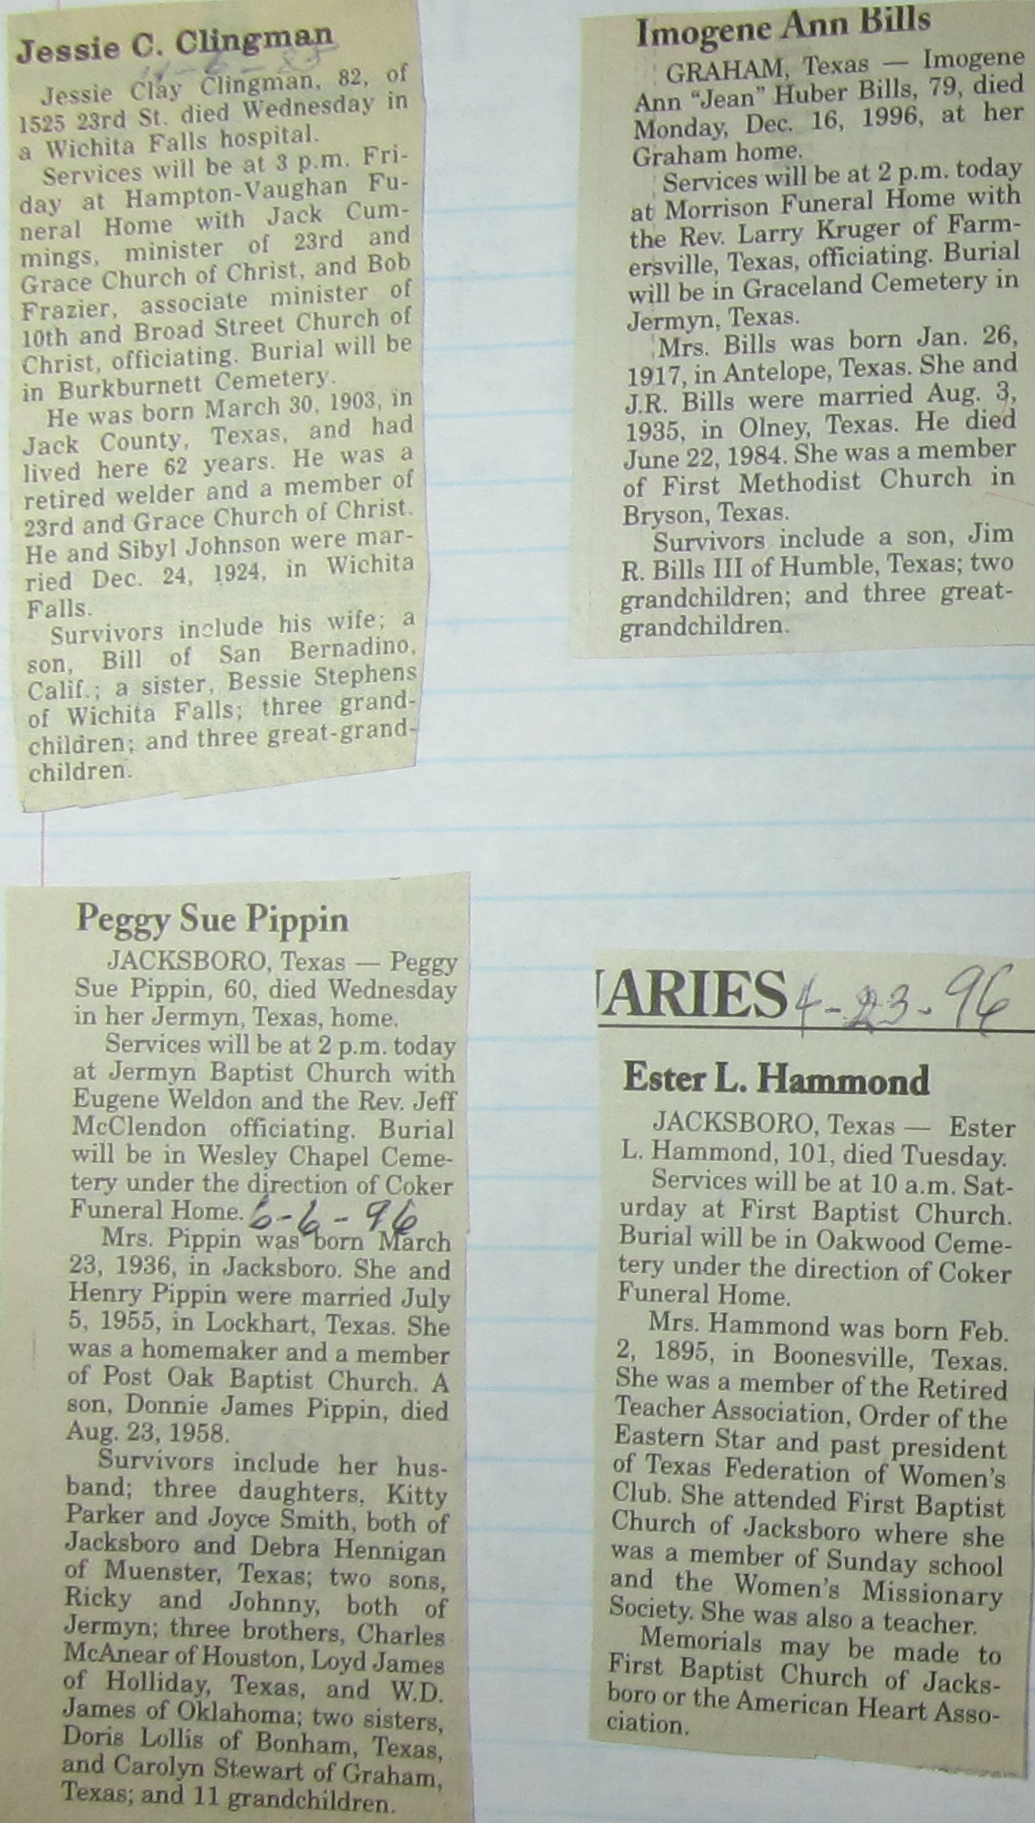 Jessie C. Clingman
11-6-85
Jessie Clay Clingman, 82, of
1525 23rd St. died Wednesday in
a Wichita Falls hospital.
Services will be at 3 p.m. Fri-
day at Hampton-Vaughan Fu-
neral Home with Jack Cum-
mings, minister of 23rd and
Grace Church of Christ, and Bob
Frazier, associate minister of
10th and Broad Street Church of
Christ, officiating. Burial will be
in Burkburnett Cemetery.
He was born March 30, 1903, in
Jack County, Texas, and had
lived here 62 years. He was a
retired welder and a member of
23rd and Grace Church of Christ.
He and Sibyl Johnson were mar-
ried Dec. 24, 1924, in Wichita
Falls.
Survivors include his wife; a
son, Bill of San Bernadino,
Calif.; a sister, Bessie Stephens
of Wichita Falls; three grand-
children; and three great-grand-
children.
Imogene Ann Bills
GRAHAM, Texas — Imogene
Ann “Jean” Huber Bills, 79, died
Monday, Dec. 16, 1996, at her
Graham home.
Services will be at 2 p.m. today
at Morrison Funeral Home with
the Rev. Larry Kruger of Farm-
ersville, Texas, officiating. Burial
will be in Graceland Cemetery in
Jermyn, Texas.
Mrs. Bills was born Jan. 26,
1917, in Antelope, Texas. She and
J.R. Bills were married Aug. 3,
1935, in Olney, Texas. He died
June 22, 1984. She was a member
of First Methodist Church in
Bryson, Texas.
Survivors include a son, Jim
R. Bills III of Humble, Texas; two
grandchildren; and three great-
grandchildren.
Peggy Sue Pippin
JACKSBORO, Texas — Peggy
Sue Pippin, 60, died Wednesday
in her Jermyn, Texas, home.
Services will be at 2 p.m. today
at Jermyn Baptist Church with
Eugene Weldon and the Rev. Jeff
McClendon officiating. Burial
will be in Wesley Chapel Ceme-
tery under the direction of Coker
Funeral Home. 6-6-96
Mrs. Pippin was born March
23, 1936, in Jacksboro. She and
Henry Pippin were married July
5, 1955, in Lockhart, Texas. She
was a homemaker and a member
of Post Oak Baptist Church. A
son, Donnie James Pippin, died
Aug. 23, 1958.
Survivors include her hus-
band; three daughters, Kitty
Parker and Joyce Smith, both of
Jacksboro and Debra Hennigan
of Muenster, Texas; two sons,
Ricky and Johnny, both of
Jermyn; three brothers, Charles
McAnear of Houston, Loyd James
of Holliday, Texas, and W.D.
James of Oklahoma; two sisters,
Doris Lollis of Bonham, Texas,
and Carolyn Stewart of Graham,
Texas; and 11 grandchildren.
ARIES 4-23-96
Ester L. Hammond
JACKSBORO, Texas — Ester
L. Hammond, 101, died Tuesday.
Services will be at 10 a.m. Sat-
urday at First Baptist Church.
Burial will be in Oakwood Ceme-
tery under the direction of Coker
Funeral Home.
Mrs. Hammond was born Feb.
2, 1895, in Boonesville, Texas.
She was a member of the Retired
Teacher Association, Order of the
Eastern Star and past president
of Texas Federation of Women’s
Club. She attended First Baptist
Church of Jacksboro where she
was a member of Sunday school
and the Women’s Missionary
Society. She was also a teacher.
Memorials may be made to
First Baptist Church of Jacks-
boro or the American Heart Asso-
ciation.